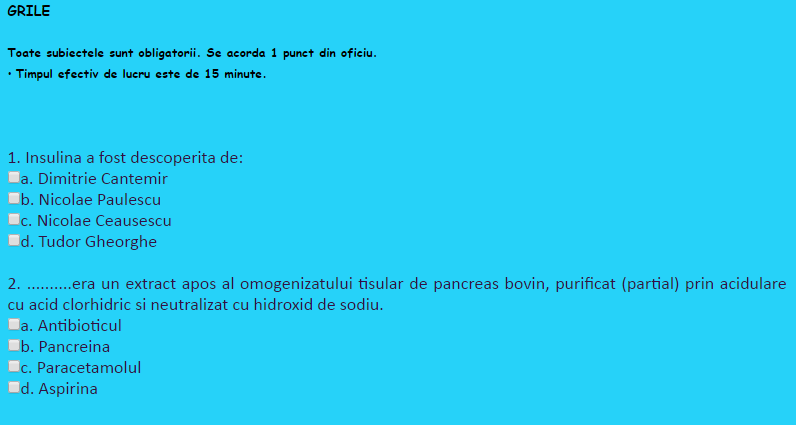 GRILE
Toate subiectele sunt obligatorii. Se acorda 1 punct din oficiu.
• Timpul efectiv de lucru este de 15 minute.
1. Insulina a fost descoperita de:
a. Dimitrie Cantemir
b. Nicolae Paulescu
c. Nicolae Ceausescu
d. Tudor Gheorghe
2. ..........era un extract apos al omogenizatului tisular de pancreas bovin, purificat (partial) prin acidulare
cu acid clorhidric si neutralizat cu hidroxid de sodiu.
a. Antibioticul
b. Pancreina
c. Paracetamolul
d. Aspirina